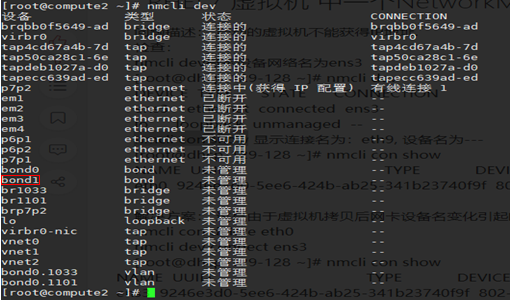 [root@compute2 ~]# nmcli dev
设备 类型 状态 CONNECTION
brqbb0f5649-ad bridge 连接的 brqbb0f5649-ad
virbr0 bridge 连接的 virbr0
tap4cd67a4b-7d tap 连接的 tap4cd67a4b-7d
tap50ca28c1-6e tap 连接的 tap50ca28c1-6e
tapdeb1027a-d0 tap 连接的 tapdeb1027a-d0
tapecc639ad-ed tap 连接的 tapecc639ad-ed
p7p2 ethernet 连接中(获得 IP 配置) 有线连接 1
em1 ethernet 已断开 --
em2 ethernet 已断开 --
em3 ethernet 已断开 --
em4 ethernet 已断开 --
p6p1 ethernet 不可用 --
p6p2 ethernet 不可用 --
p7p1 ethernet 不可用 --
bond0 bond 未管理 --
bond1 bond 未管理 --
br1033 bridge 未管理 --
br1101 bridge 未管理 --
brp7p2 bridge 未管理 --
lo loopback 未管理 --
virbr0-nic tap 未管理 --
vnet0 tap 未管理 --
vnet1 tap 未管理 --
vnet2 tap 未管理 --
bond0.1033 vlan 未管理 --
bond0.1101 vlan 未管理 --
[root@compute2 ~]#